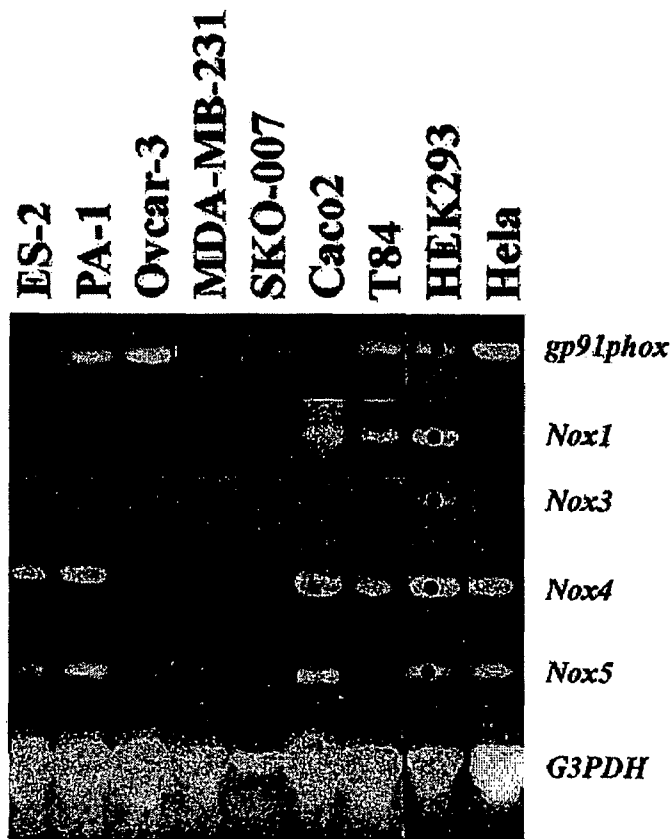 ES-2
PA-1
Ovcar-3
MDA-MB-231
SKO-007
Caco2
T84
HEK293
Hela
gp91phox
Nox1
Nox3
Nox4
Nox5
G3PDH